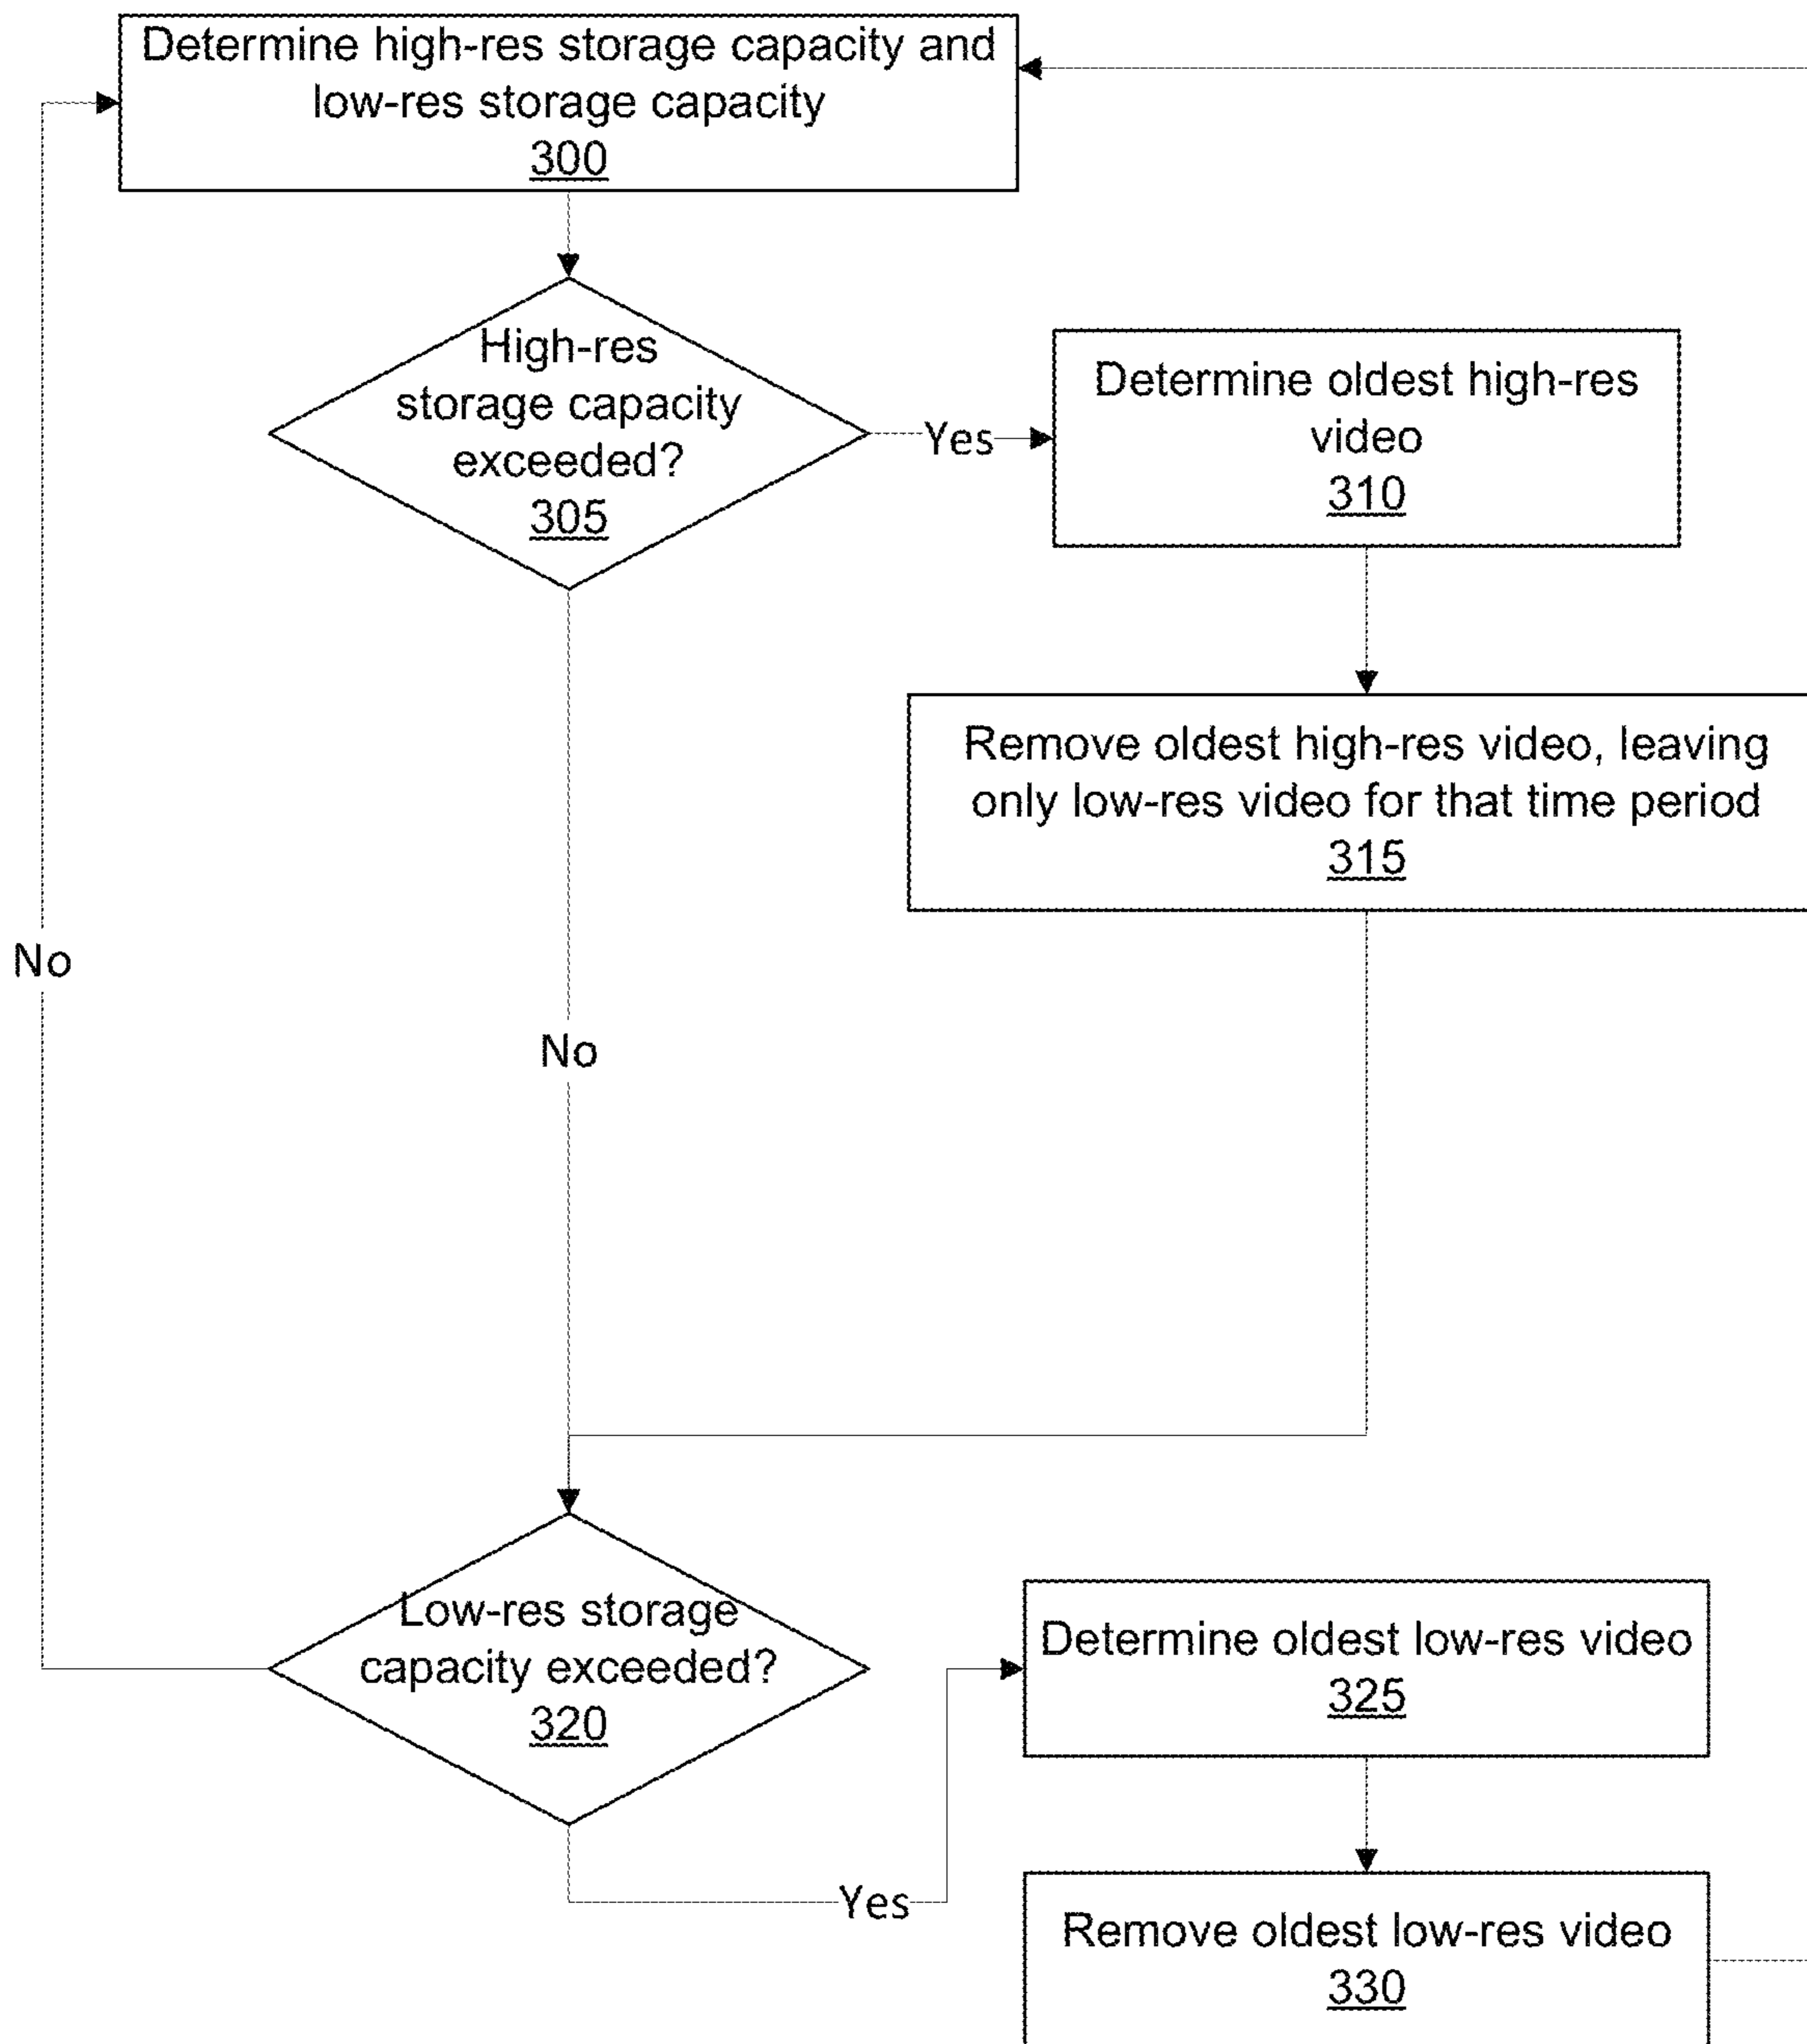 Determine high-res storage capacity and
low-res storage capacity
300
High-res
storage capacity
exceeded?
305
Yes
Determine oldest high-res
video
310
Remove oldest high-res video, leaving
only low-res video for that time period
315
No
No
Low-res storage
capacity exceeded?
320
Yes
Determine oldest low-res video
325
Remove oldest low-res video
330